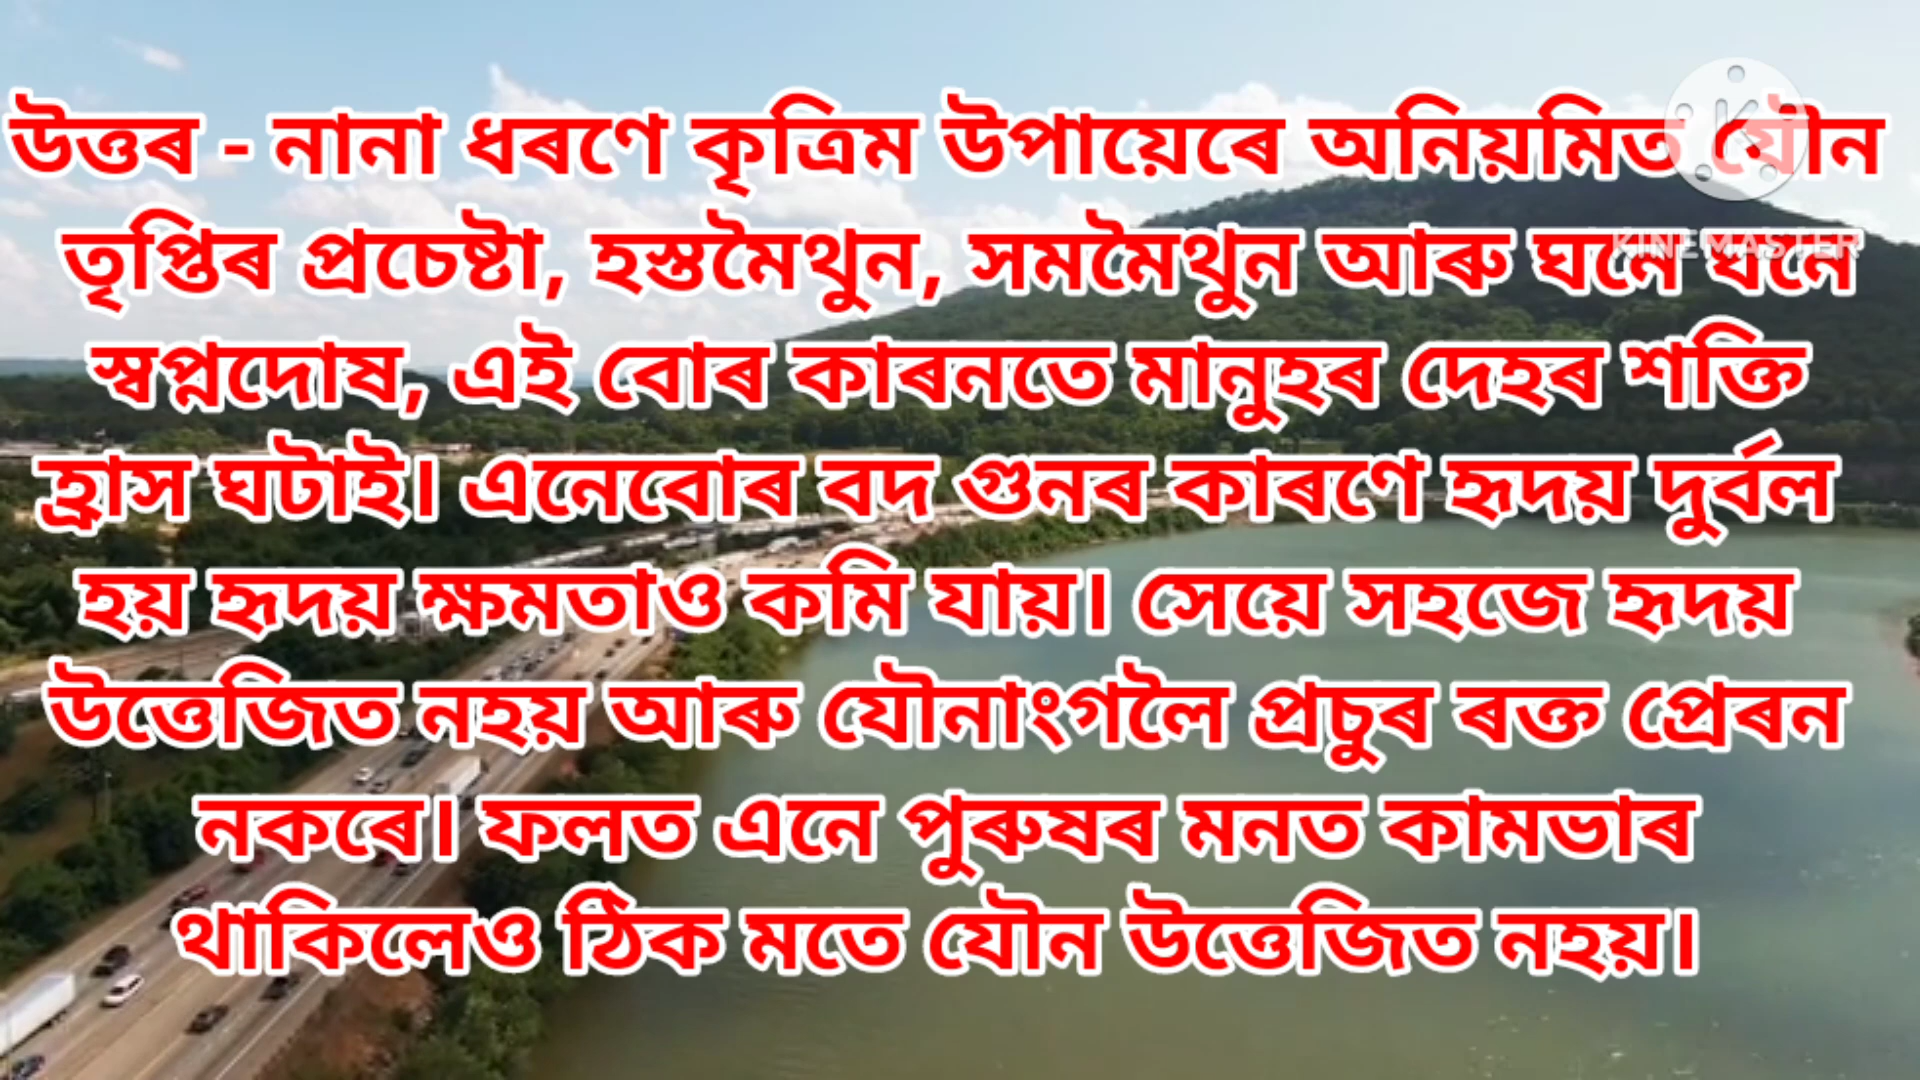 উত্তৰ - নানা ধৰণে কৃত্ৰিম উপায়েৰে অনিয়মিত যৌন
তৃপ্তিৰ প্ৰচেষ্টা, হস্তমৈথুন, সমমৈথুন আৰু ঘনে ঘনে
স্বপ্নদোষ, এই বোৰ কাৰনতে মানুহৰ দেহৰ শক্তি
হ্ৰাস ঘটাই। এনেবোৰ বদ গুনৰ কাৰণে হৃদয় দুৰ্বল
হয় হৃদয় ক্ষমতাও কমি যায়। সেয়ে সহজে হৃদয়
উত্তেজিত নহয় আৰু যৌনাংগলৈ প্ৰচুৰ ৰক্ত প্ৰেৰন
নকৰে। ফলত এনে পুৰুষৰ মনত কামভাৰ
থাকিলেও ঠিক মতে যৌন উত্তেজিত নহয়।
K
KINEMASTER